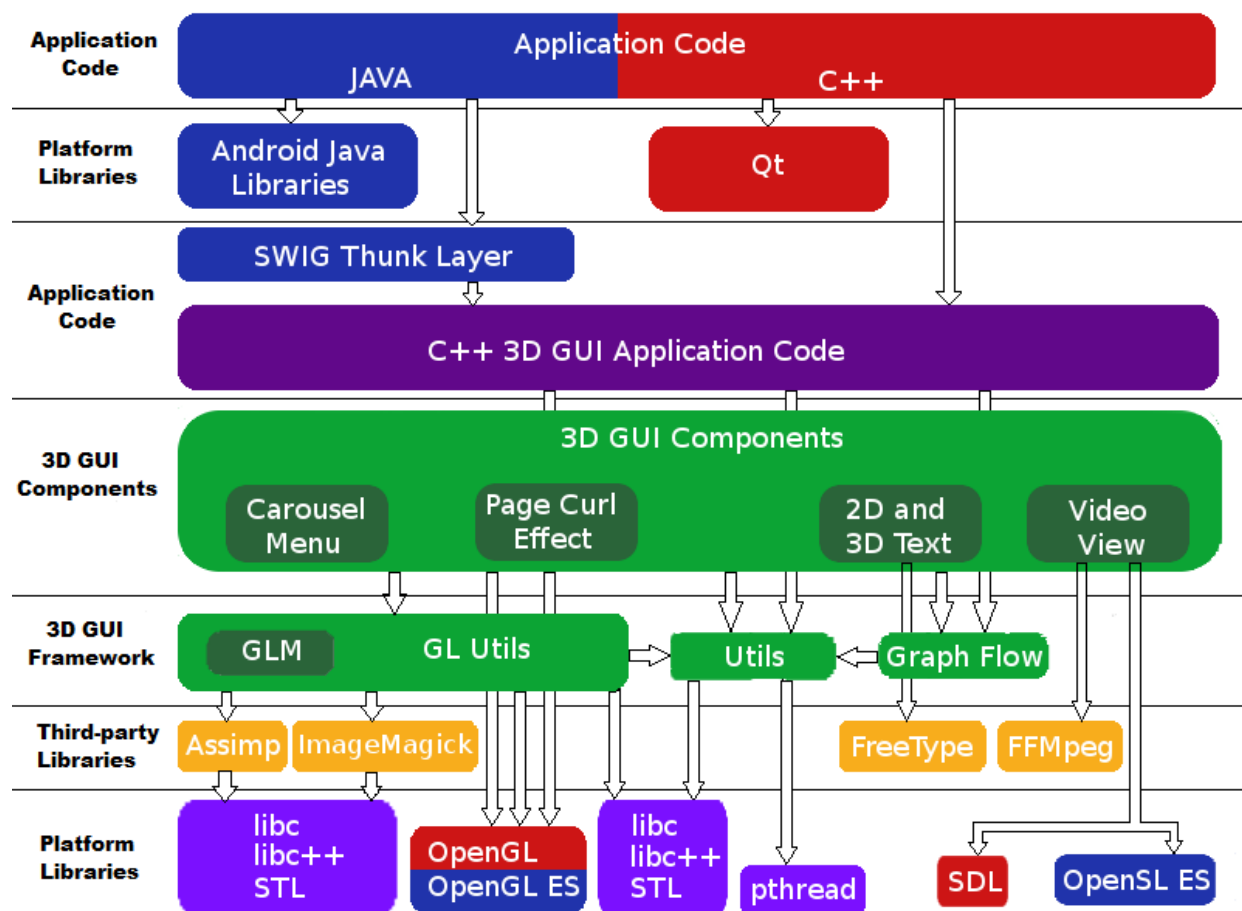 Application
Code
Application Code
JAVA
C++
Platform
Libraries
Android Java
Libraries
Qt
Application
Code
SWIG Thunk Layer
C++ 3D GUI Application Code
3D GUI
Components
3D GUI Components
Carousel
Menu
Page Curl
Effect
2D and
3D Text
Video
View
3D GUI
Framework
GLM
GL Utils
Utils
Graph Flow
Third-party
Libraries
Assimp
ImageMagick
FreeType
FFMpeg
Platform
Libraries
libc
libc++
STL
OpenGL
OpenGL ES
libc
libc++
STL
pthread
SDL
OpenSL ES